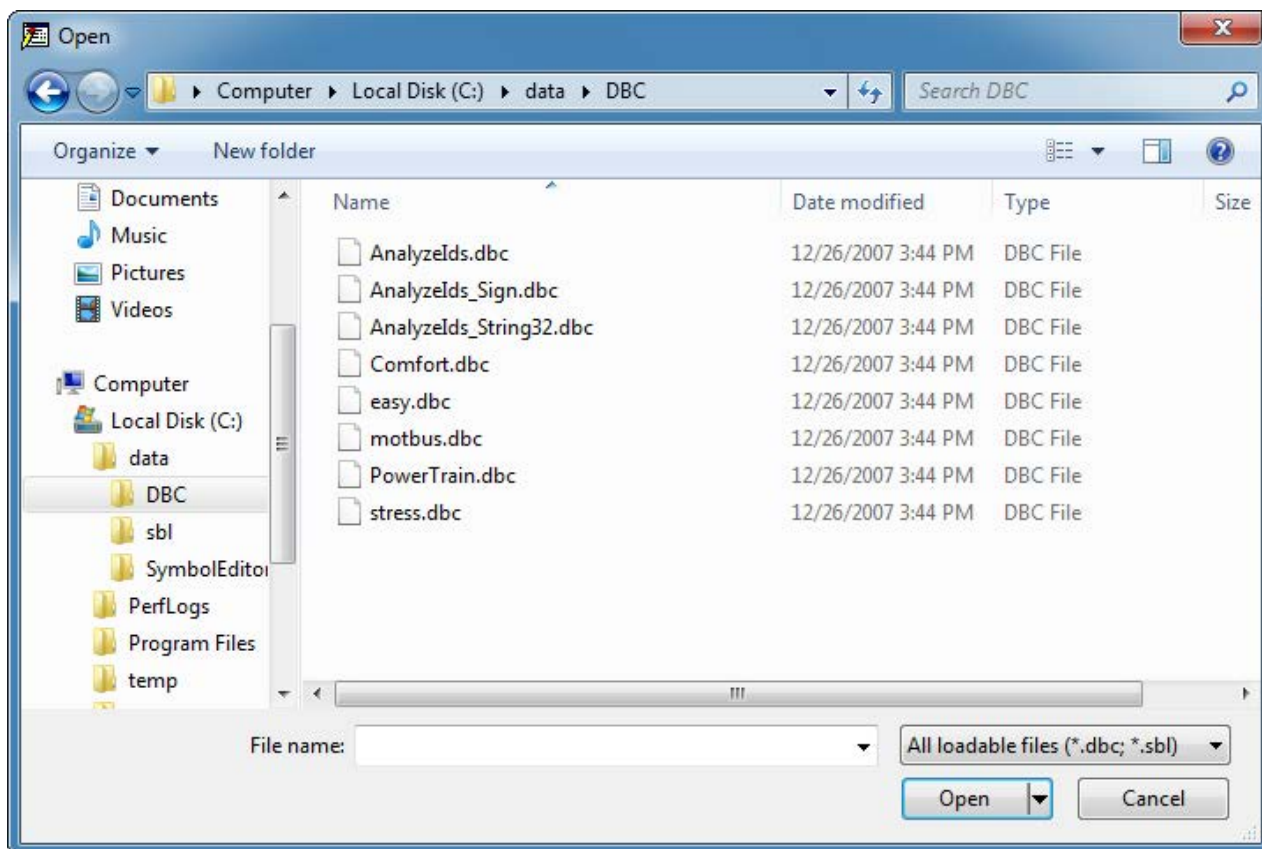 Open
Computer Local Disk (C:) data DBC
Search DBC
Organize New folder
Documents
Music
Pictures
Videos
Computer
Local Disk (C:)
data
DBC
sbl
SymbolEditor
PerfLogs
Program Files
temp
Name Date modified Type Size
AnalyzeIds.dbc 12/26/2007 3:44 PM DBC File
AnalyzeIds_Sign.dbc 12/26/2007 3:44 PM DBC File
AnalyzeIds_String32.dbc 12/26/2007 3:44 PM DBC File
Comfort.dbc 12/26/2007 3:44 PM DBC File
easy.dbc 12/26/2007 3:44 PM DBC File
motbus.dbc 12/26/2007 3:44 PM DBC File
PowerTrain.dbc 12/26/2007 3:44 PM DBC File
stress.dbc 12/26/2007 3:44 PM DBC File
File name:
All loadable files (*.dbc; *.sbl)
Open Cancel